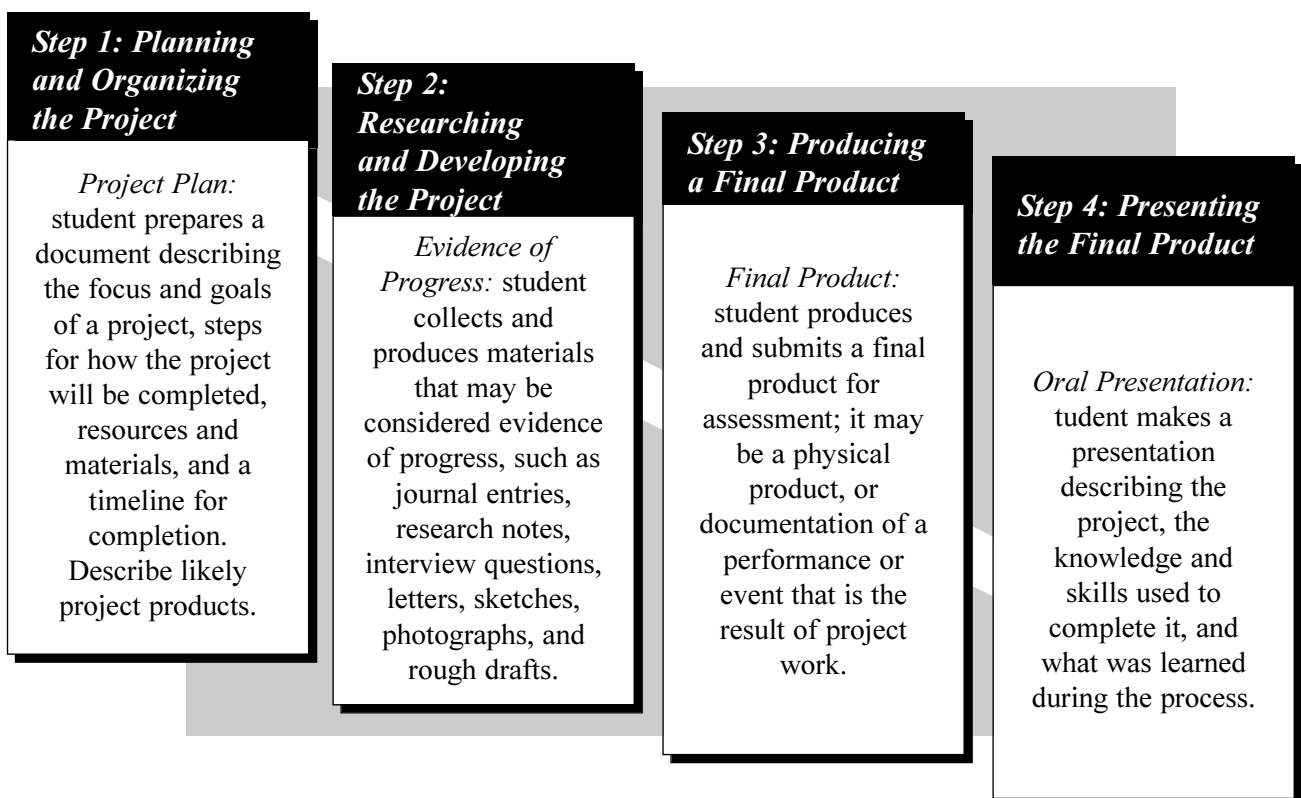 Step 1: Planning
and Organizing
the Project
Project Plan:
student prepares a
document describing
the focus and goals
of a project, steps
for how the project
will be completed,
resources and
materials, and a
timeline for
completion.
Describe likely
project products.
Step 2:
Researching
and Developing
the Project
Evidence of
Progress: student
collects and
produces materials
that may be
considered evidence
of progress, such as
journal entries,
research notes,
interview questions,
letters, sketches,
photographs, and
rough drafts.
Step 3: Producing
a Final Product
Final Product:
student produces
and submits a final
product for
assessment; it may
be a physical
product, or
documentation of a
performance or
event that is the
result of project
work.
Step 4: Presenting
the Final Product
Oral Presentation:
tudent makes a
presentation
describing the
project, the
knowledge and
skills used to
complete it, and
what was learned
during the process.